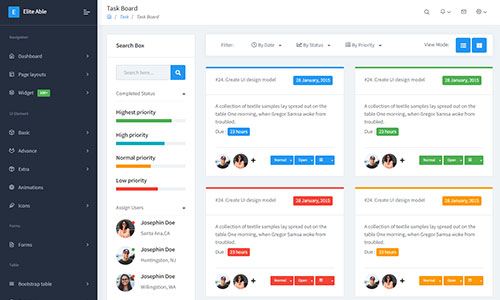 E Elite Able
Navigation
Dashboard
Page layouts
Widget 100+
UI Element
Basic
Advance
Extra
Animations
Icons
Forms
Forms
Table
Bootstrap table
Task Board
/ Task / Task Board
Search Box
Search here...
Completed Status
Highest priority
High priority
Normal priority
Low priority
Assign Users
Josephin Doe
Santa Ana,CA
Josephin Doe
Huntingston, NJ
Josephin Doe
Willingston, WA
Filter: By Date By Status By Priority View Mode:
#24. Create UI design model 28 January, 2015
A collection of textile samples lay spread out on the
table One morning, when Gregor Samsa woke from
troubled.
Due : 23 hours
Normal Open
#24. Create UI design model 28 January, 2015
A collection of textile samples lay spread out on the
table One morning, when Gregor Samsa woke from
troubled.
Due : 23 hours
Normal Open
#24. Create UI design model 28 January, 2015
A collection of textile samples lay spread out on the
table One morning, when Gregor Samsa woke from
troubled.
Due : 23 hours
Normal Open
#24. Create UI design model 28 January, 2015
A collection of textile samples lay spread out on the
table One morning, when Gregor Samsa woke from
troubled.
Due : 23 hours
Normal Open